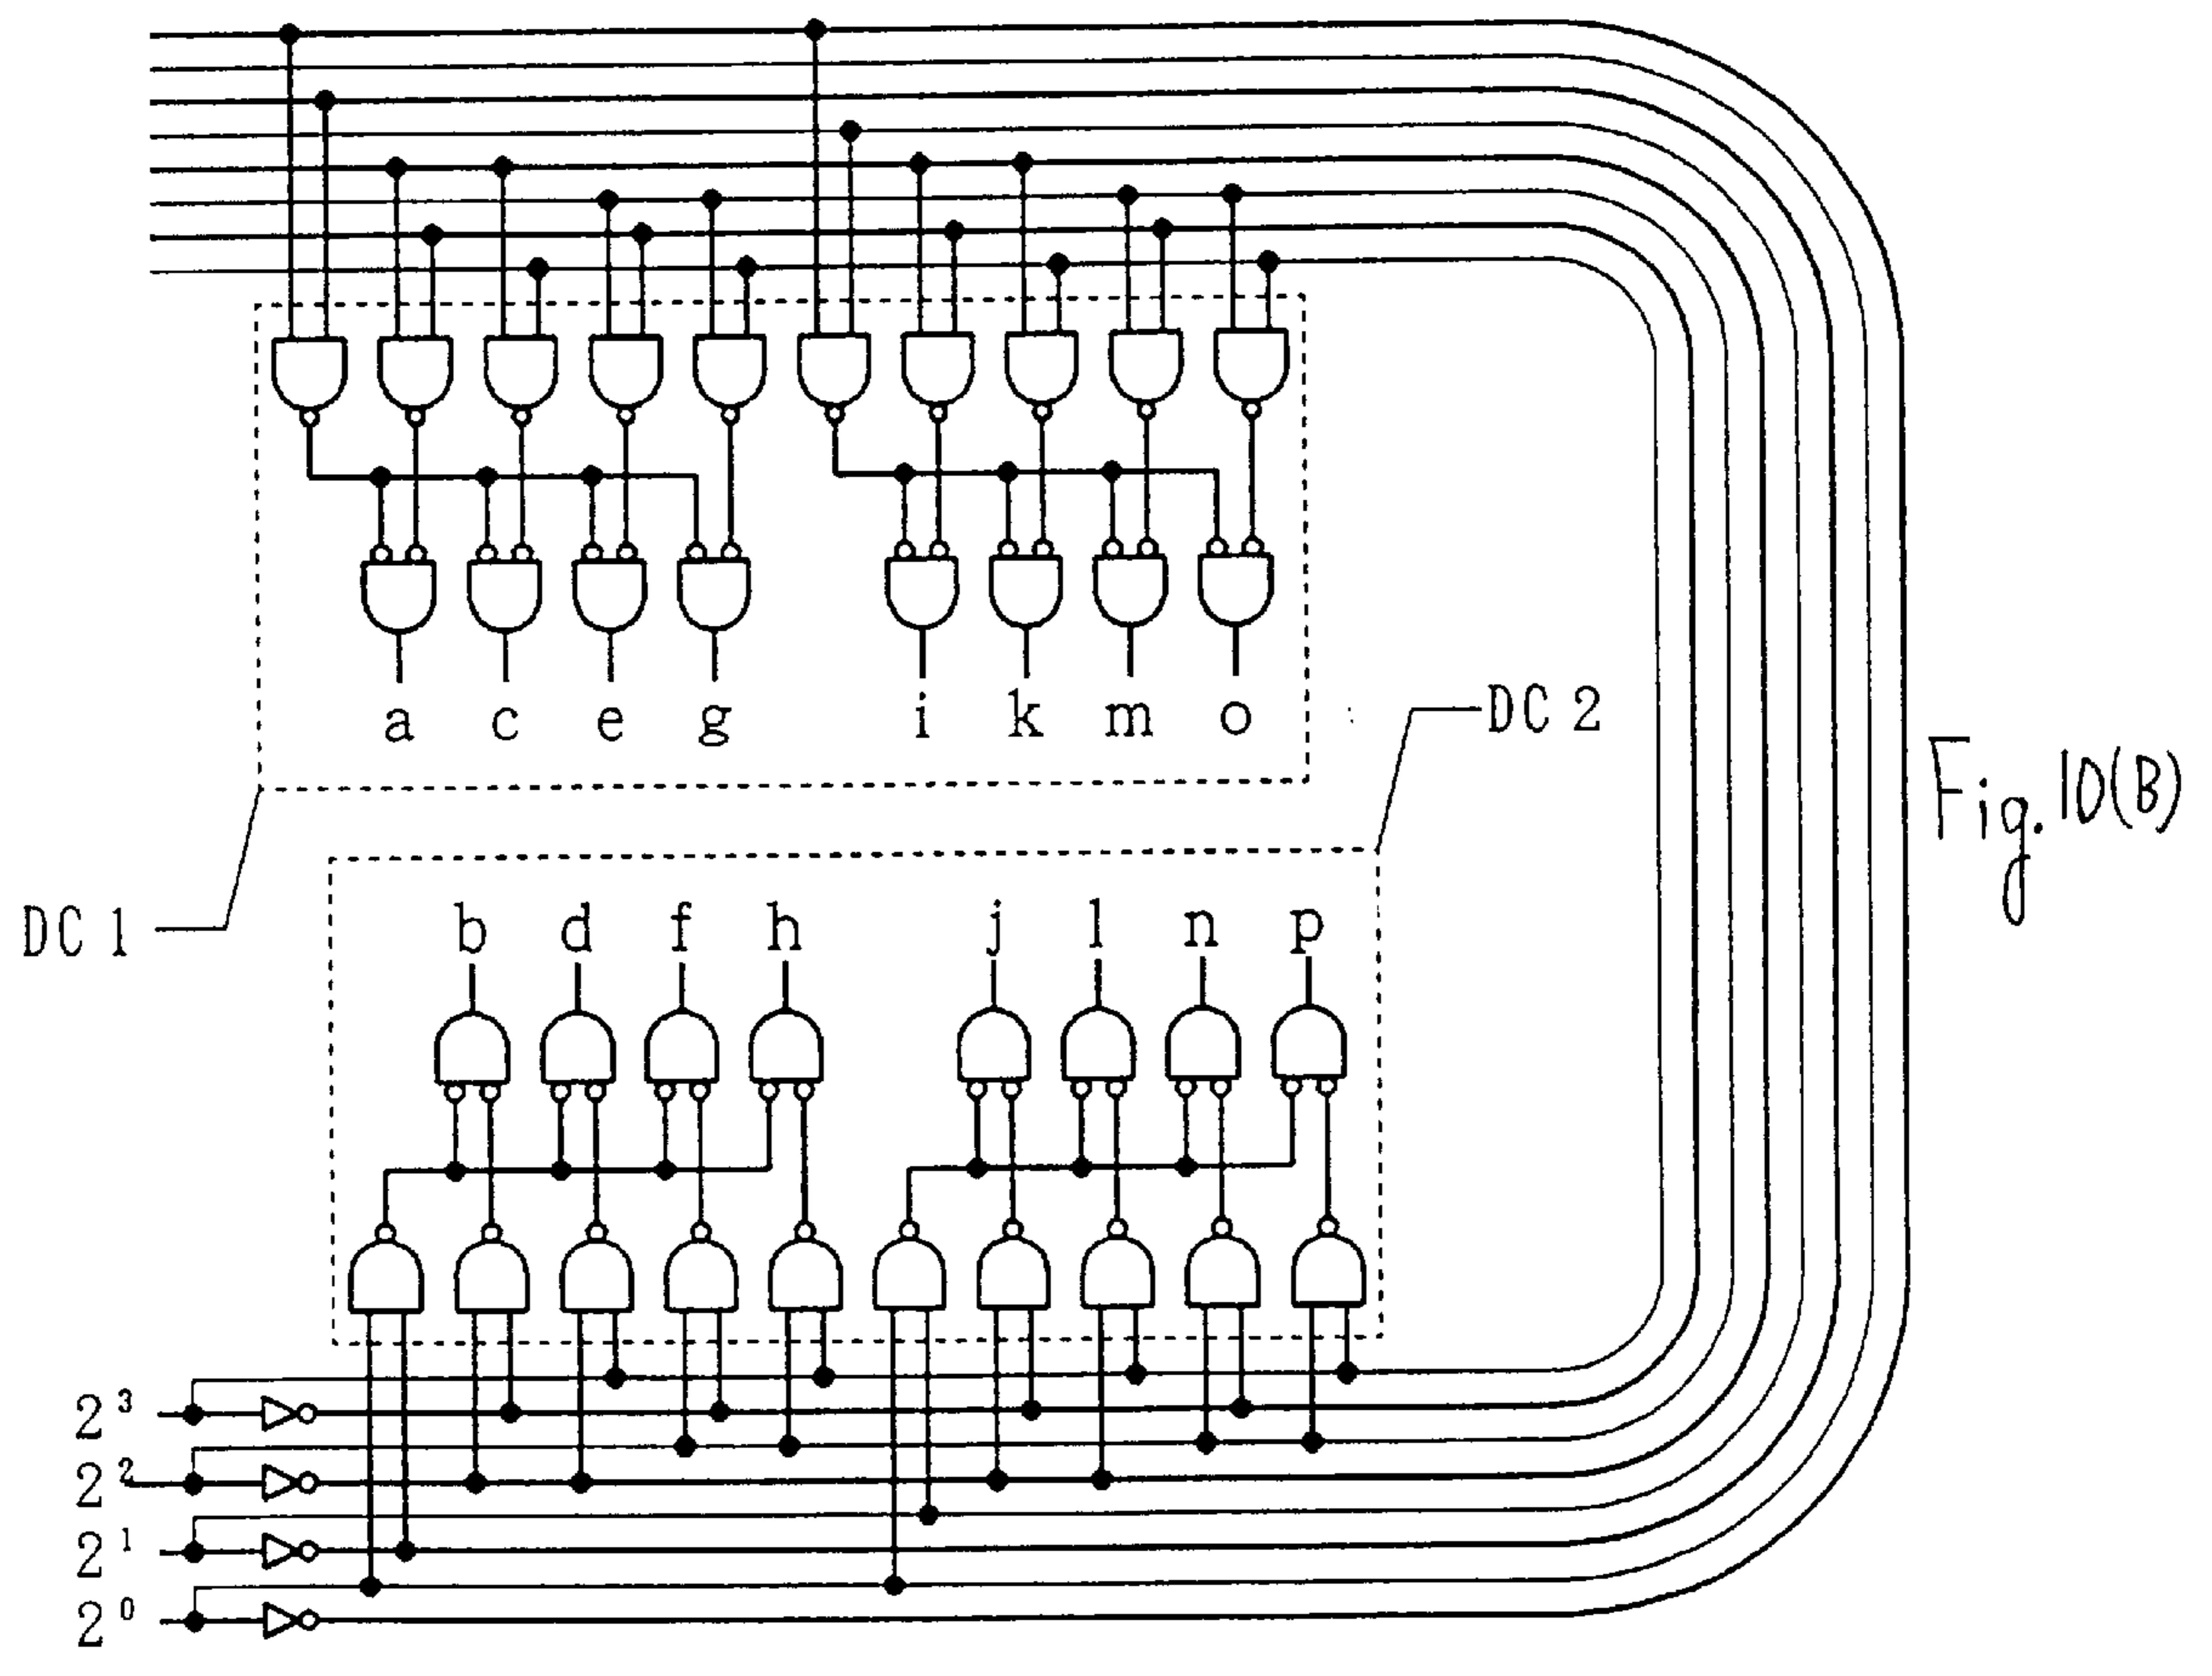 a c e g i k m o
DC 2
Fig. 10(B)
DC 1
b d f h j l n p
2³
2²
2¹
2⁰